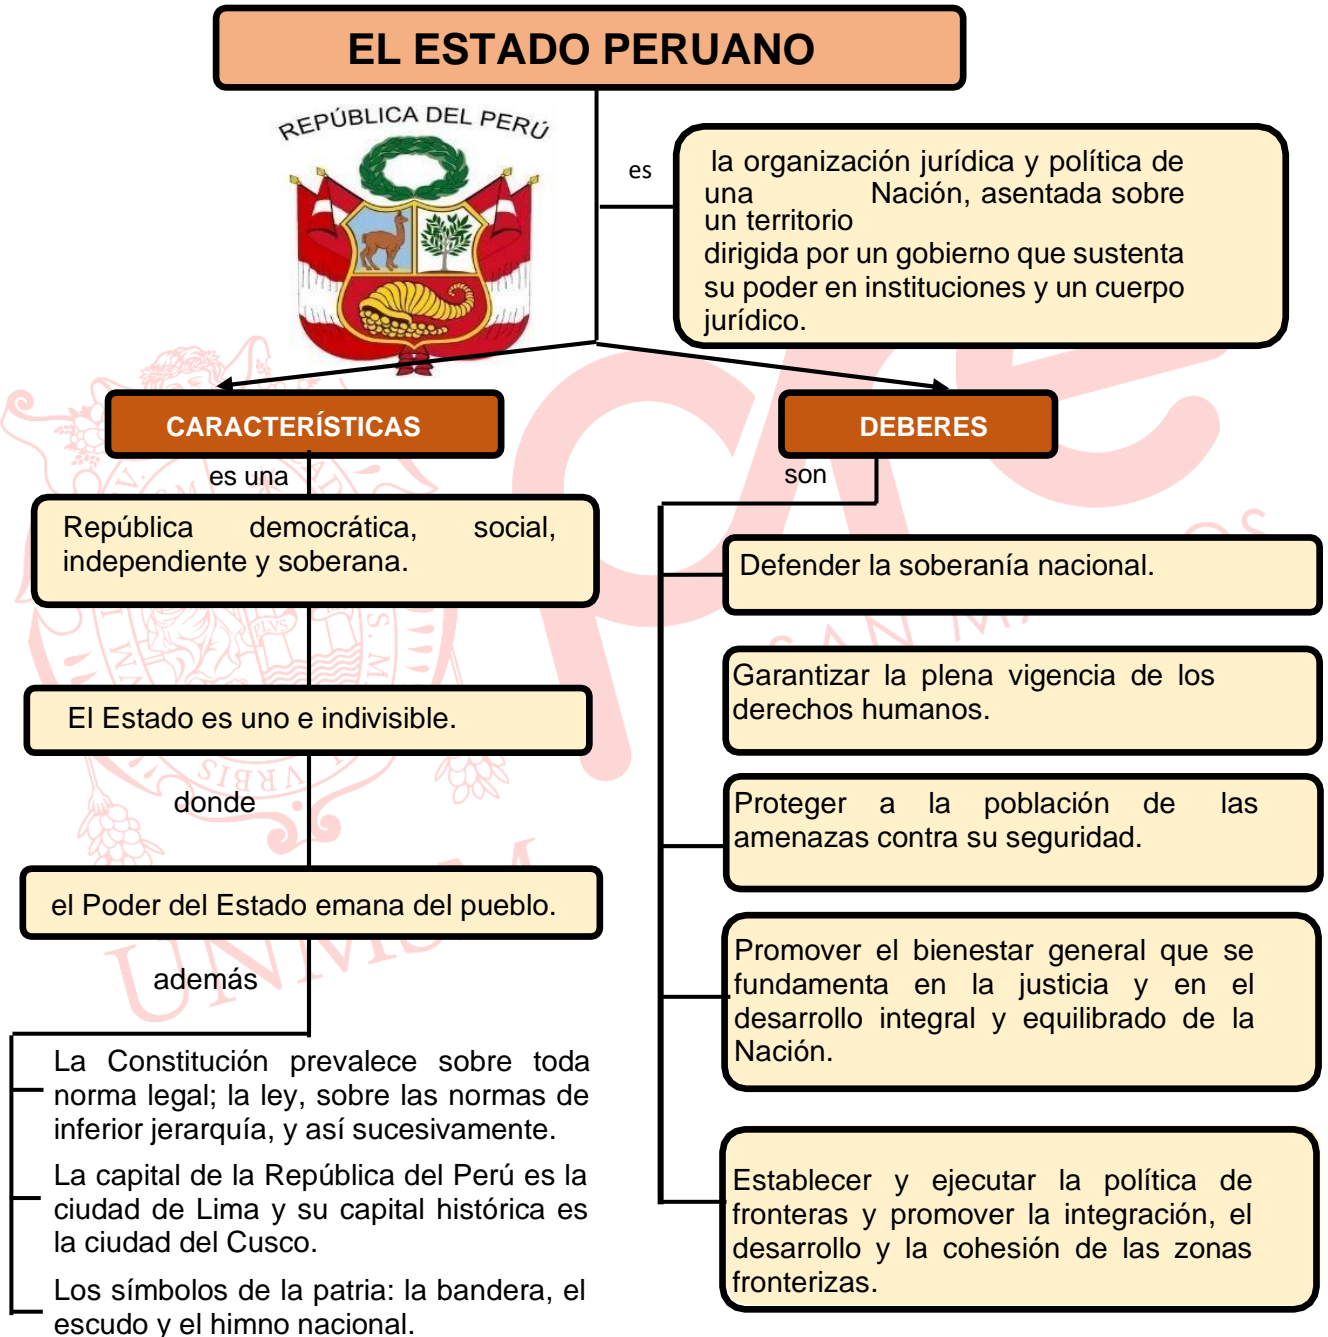 EL ESTADO PERUANO
REPÚBLICA DEL PERÚ
es
la organización jurídica y política de
una Nación, asentada sobre
un territorio
dirigida por un gobierno que sustenta
su poder en instituciones y un cuerpo
jurídico.
CARACTERÍSTICAS
es una
República democrática, social,
independiente y soberana.
El Estado es uno e indivisible.
donde
el Poder del Estado emana del pueblo.
además
La Constitución prevalece sobre toda
norma legal; la ley, sobre las normas de
inferior jerarquía, y así sucesivamente.
La capital de la República del Perú es la
ciudad de Lima y su capital histórica es
la ciudad del Cusco.
Los símbolos de la patria: la bandera, el
escudo y el himno nacional.
DEBERES
son
Defender la soberanía nacional.
Garantizar la plena vigencia de los
derechos humanos.
Proteger a la población de las
amenazas contra su seguridad.
Promover el bienestar general que se
fundamenta en la justicia y en el
desarrollo integral y equilibrado de la
Nación.
Establecer y ejecutar la política de
fronteras y promover la integración, el
desarrollo y la cohesión de las zonas
fronterizas.
UNMSM
PLVS